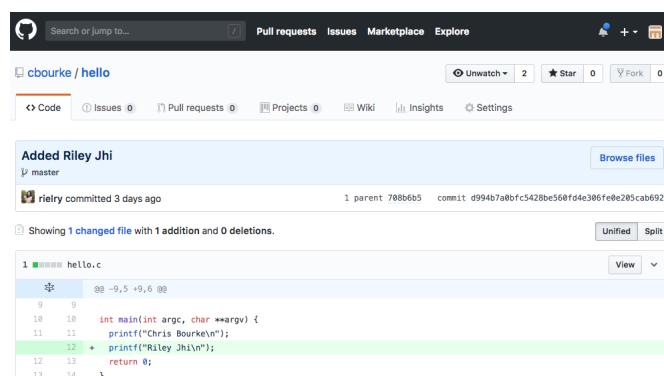 Search or jump to... / Pull requests Issues Marketplace Explore
cbourke / hello Unwatch 2 Star 0 Fork 0
Code Issues 0 Pull requests 0 Projects 0 Wiki Insights Settings
Added Riley Jhi Browse files
master
rielry committed 3 days ago 1 parent 708b6b5 commit d994b7a0bfc5428be560fd4e306fe0e205cab692
Showing 1 changed file with 1 addition and 0 deletions. Unified Split
1 hello.c View
@@ -9,5 +9,6 @@
9 9
10 10 int main(int argc, char **argv) {
11 11 printf("Chris Bourke\n");
12 + printf("Riley Jhi\n");
12 13 return 0;
13 14 }